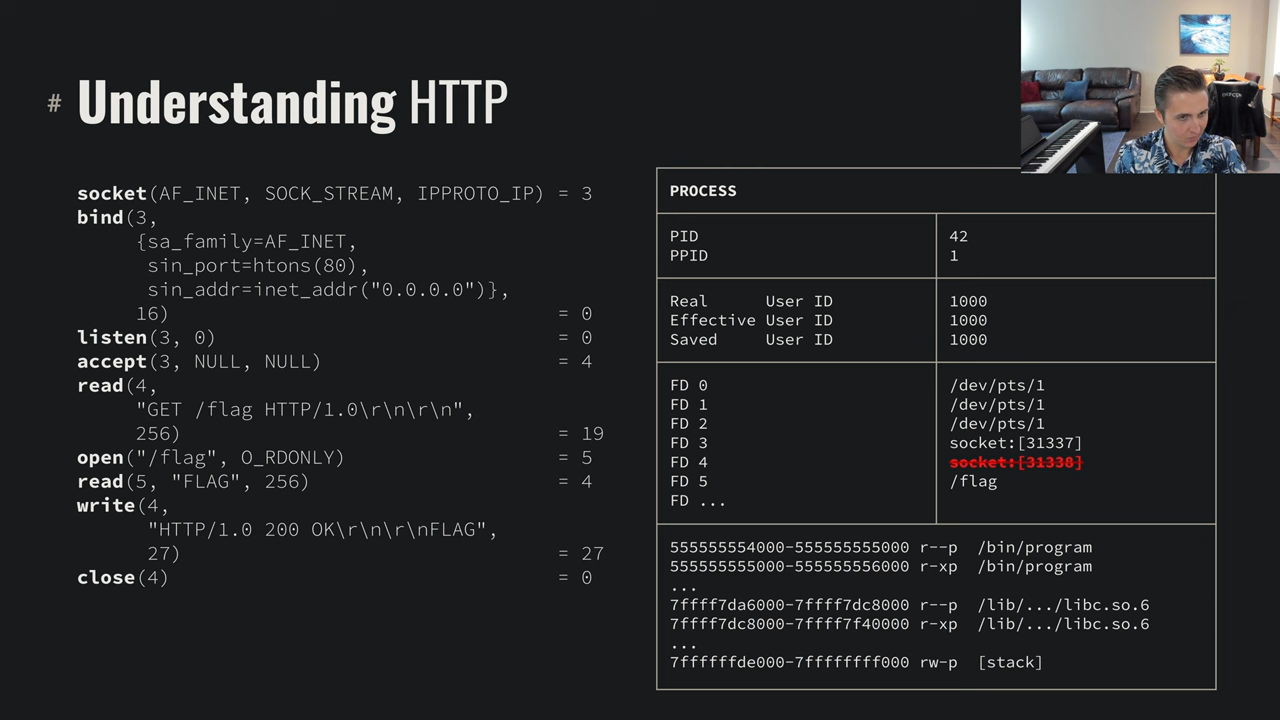 # Understanding HTTP
socket(AF_INET, SOCK_STREAM, IPPROTO_IP) = 3
bind(3,
{sa_family=AF_INET,
sin_port=htons(80),
sin_addr=inet_addr("0.0.0.0")},
16) = 0
listen(3, 0) = 0
accept(3, NULL, NULL) = 4
read(4,
"GET /flag HTTP/1.0\r\n\r\n",
256) = 19
open("/flag", O_RDONLY) = 5
read(5, "FLAG", 256) = 4
write(4,
"HTTP/1.0 200 OK\r\n\r\nFLAG",
27) = 27
close(4) = 0
PROCESS
PID 42
PPID 1
Real User ID 1000
Effective User ID 1000
Saved User ID 1000
FD 0 /dev/pts/1
FD 1 /dev/pts/1
FD 2 /dev/pts/1
FD 3 socket:[31337]
FD 4 socket:[31338]
FD 5 /flag
FD ...
555555554000-555555555000 r--p /bin/program
555555555000-555555556000 r-xp /bin/program
...
7ffff7da6000-7ffff7dc8000 r--p /lib/.../libc.so.6
7ffff7dc8000-7ffff7f40000 r-xp /lib/.../libc.so.6
...
7ffffffde000-7ffffffff000 rw-p [stack]